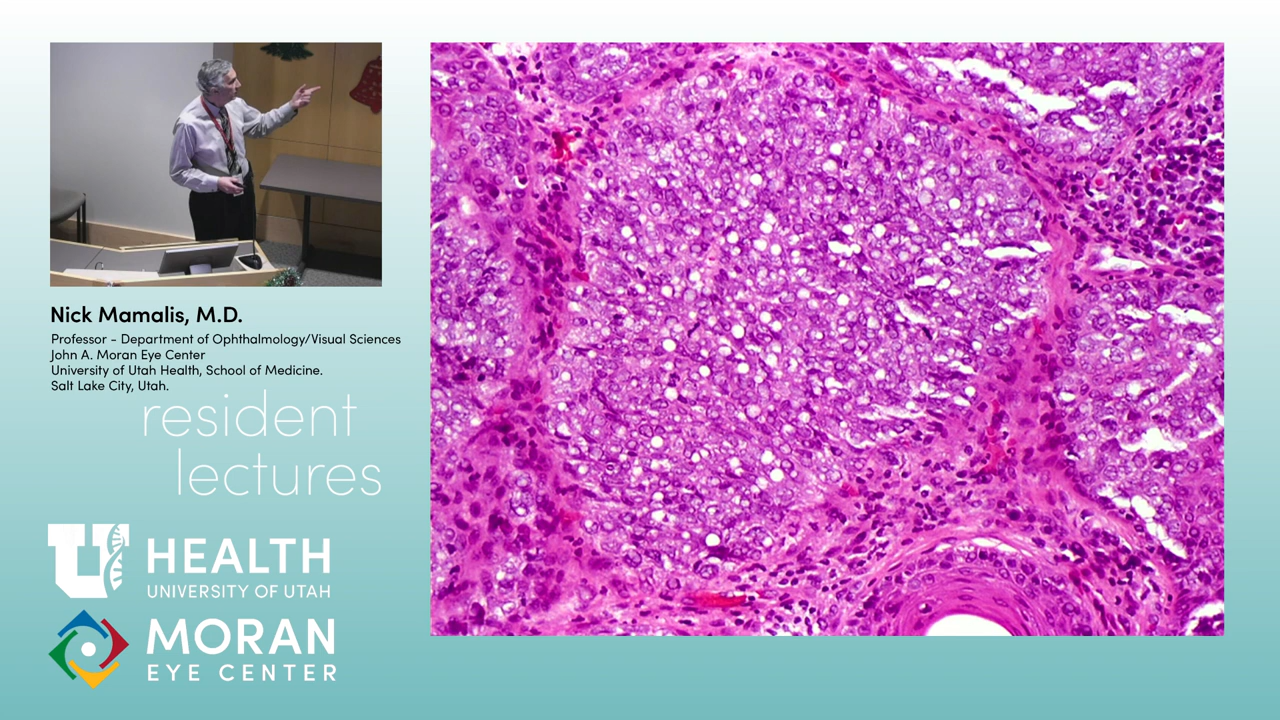 Nick Mamalis, M.D.
Professor - Department of Ophthalmology/Visual Sciences
John A. Moran Eye Center
University of Utah Health, School of Medicine.
Salt Lake City, Utah.
resident
lectures
U HEALTH
UNIVERSITY OF UTAH
MORAN
EYE CENTER